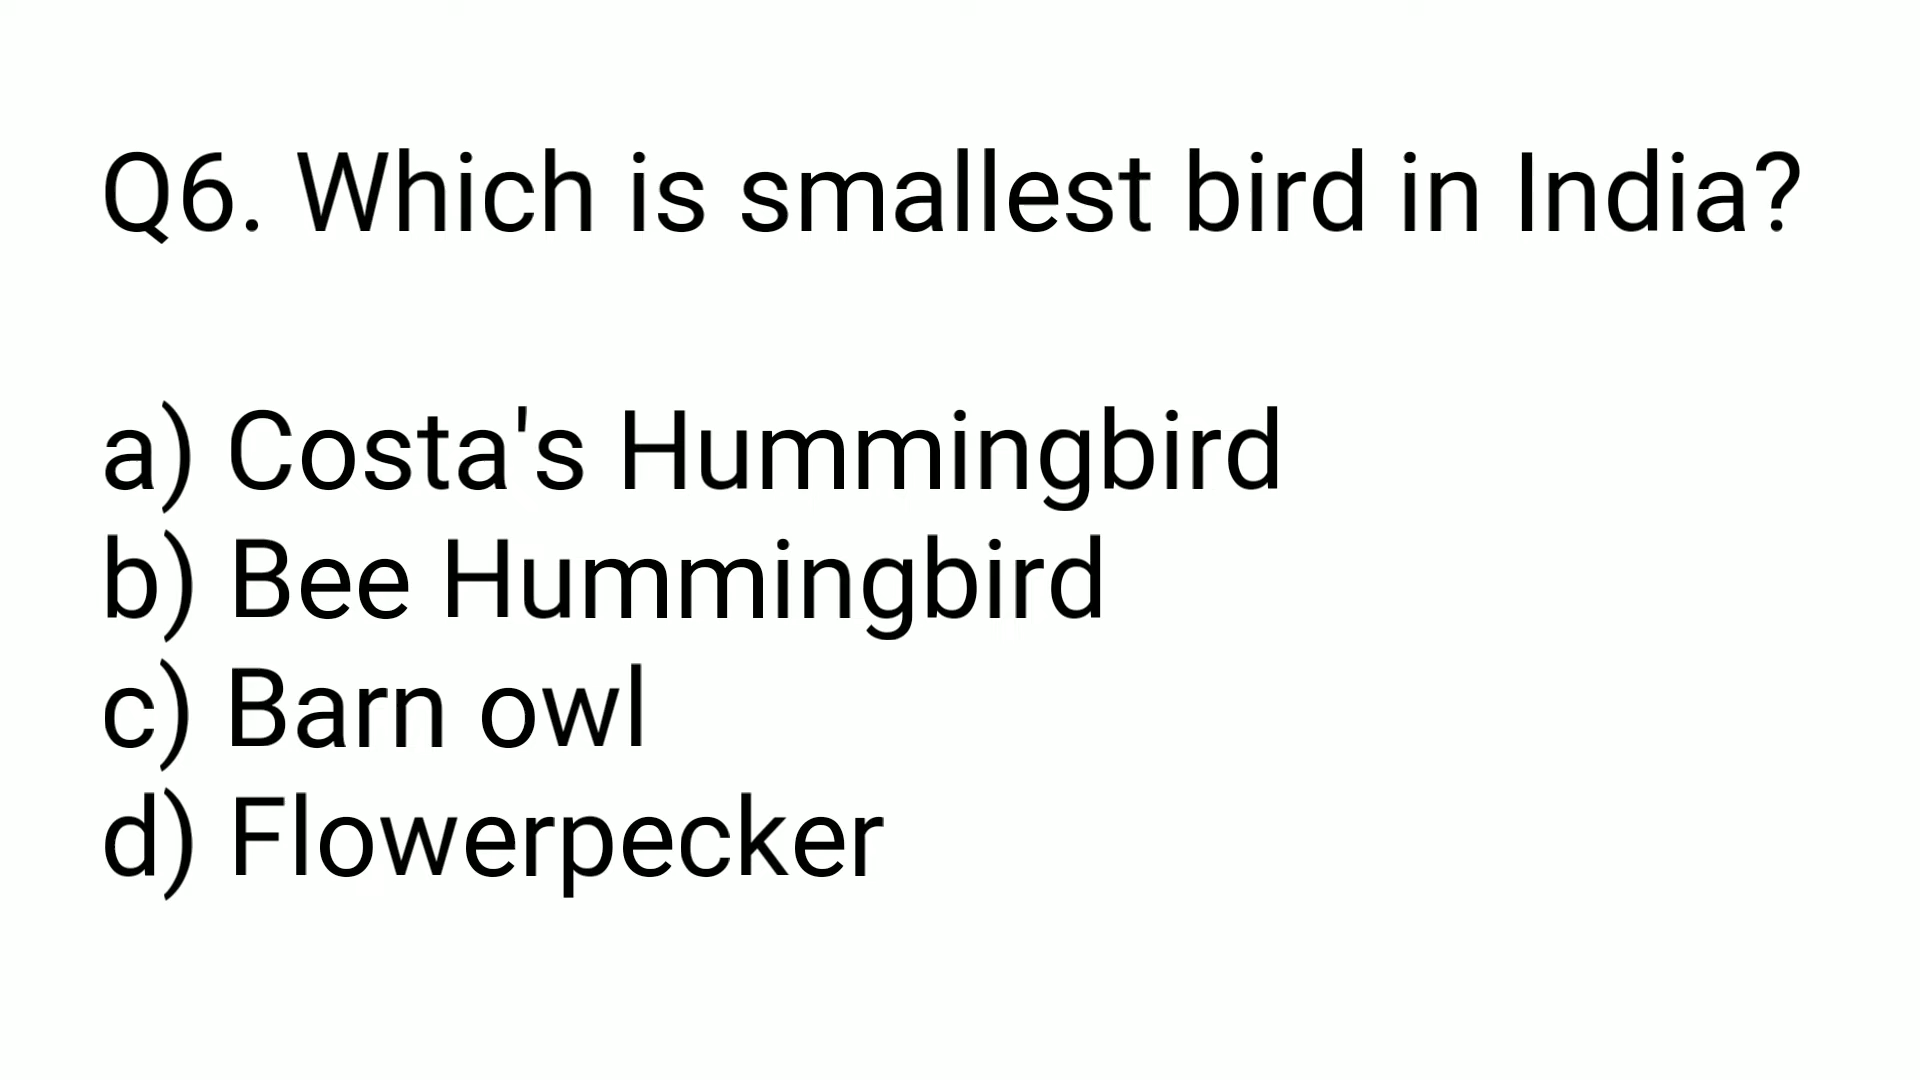 Q6. Which is smallest bird in India?
a) Costa's Hummingbird
b) Bee Hummingbird
c) Barn owl
d) Flowerpecker